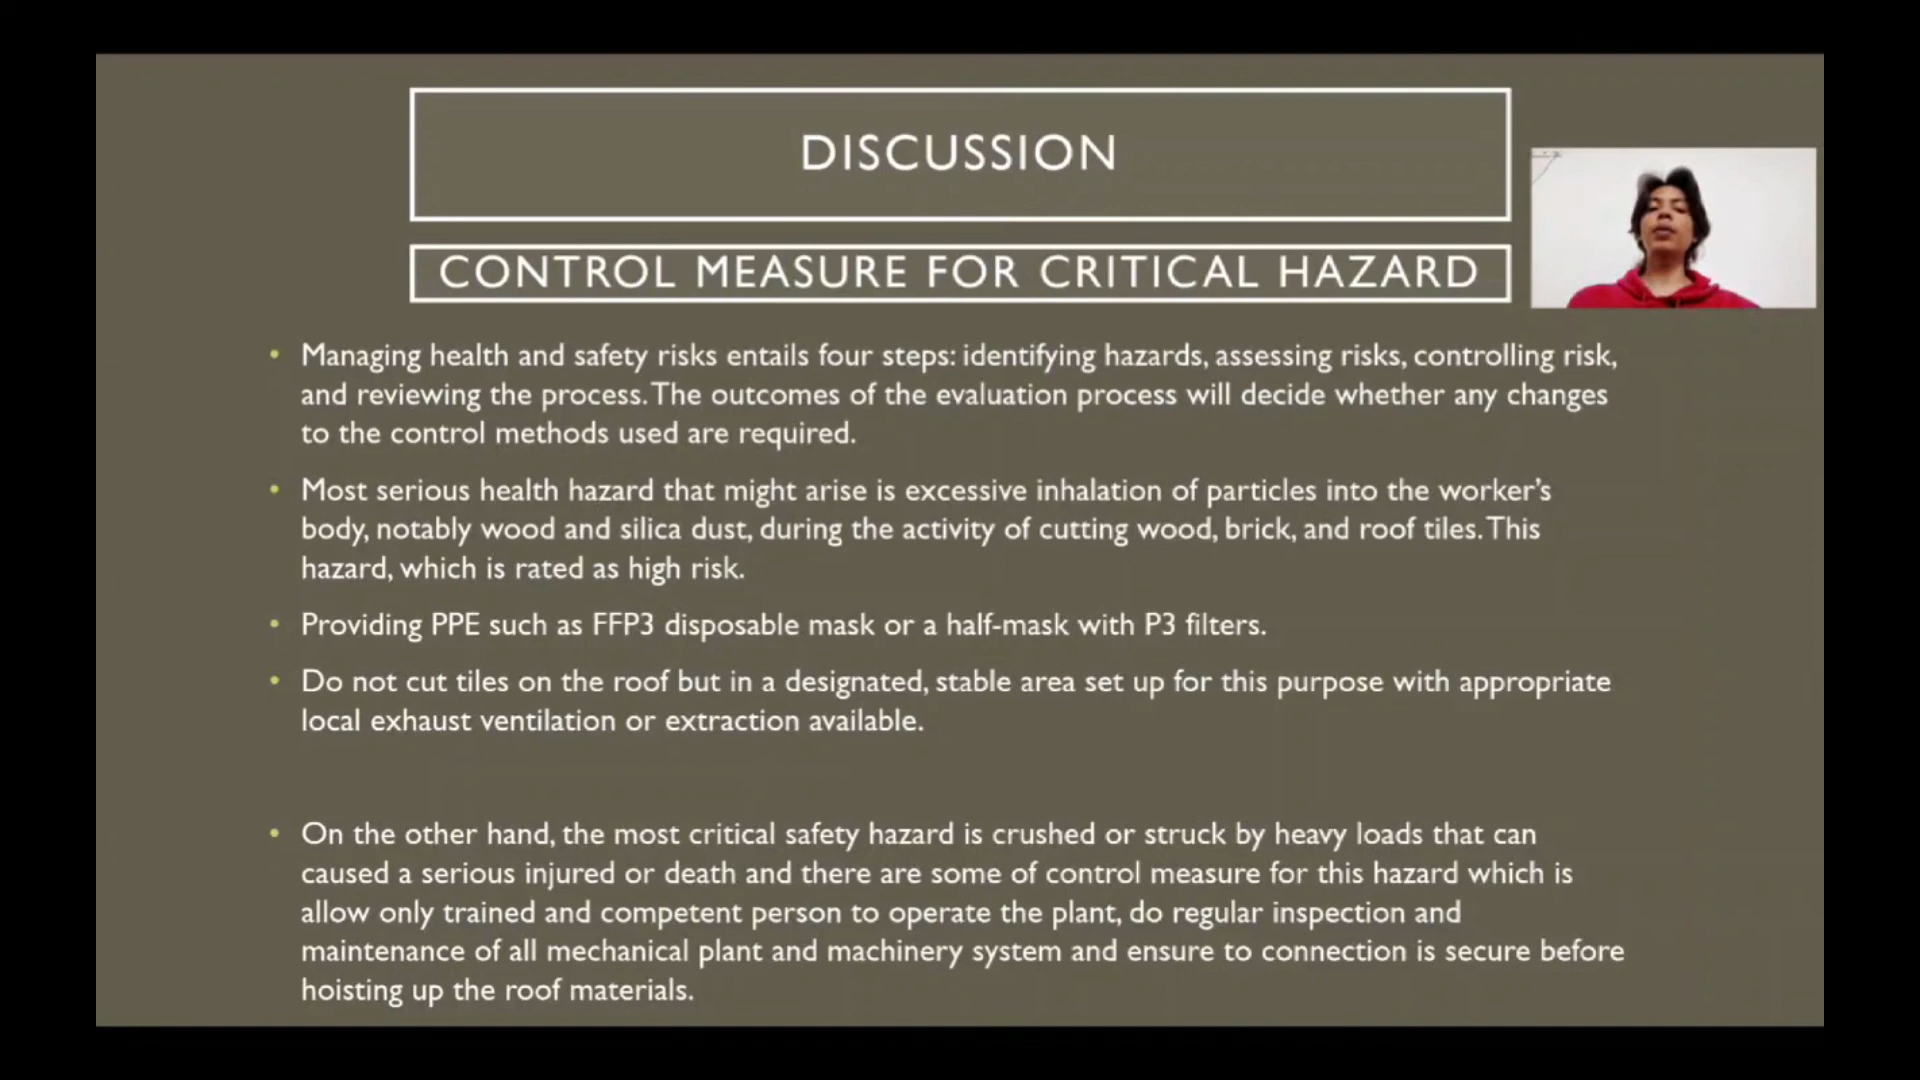 DISCUSSION
CONTROL MEASURE FOR CRITICAL HAZARD
• Managing health and safety risks entails four steps: identifying hazards, assessing risks, controlling risk,
and reviewing the process. The outcomes of the evaluation process will decide whether any changes
to the control methods used are required.
• Most serious health hazard that might arise is excessive inhalation of particles into the worker’s
body, notably wood and silica dust, during the activity of cutting wood, brick, and roof tiles. This
hazard, which is rated as high risk.
• Providing PPE such as FFP3 disposable mask or a half-mask with P3 filters.
• Do not cut tiles on the roof but in a designated, stable area set up for this purpose with appropriate
local exhaust ventilation or extraction available.
• On the other hand, the most critical safety hazard is crushed or struck by heavy loads that can
caused a serious injured or death and there are some of control measure for this hazard which is
allow only trained and competent person to operate the plant, do regular inspection and
maintenance of all mechanical plant and machinery system and ensure to connection is secure before
hoisting up the roof materials.